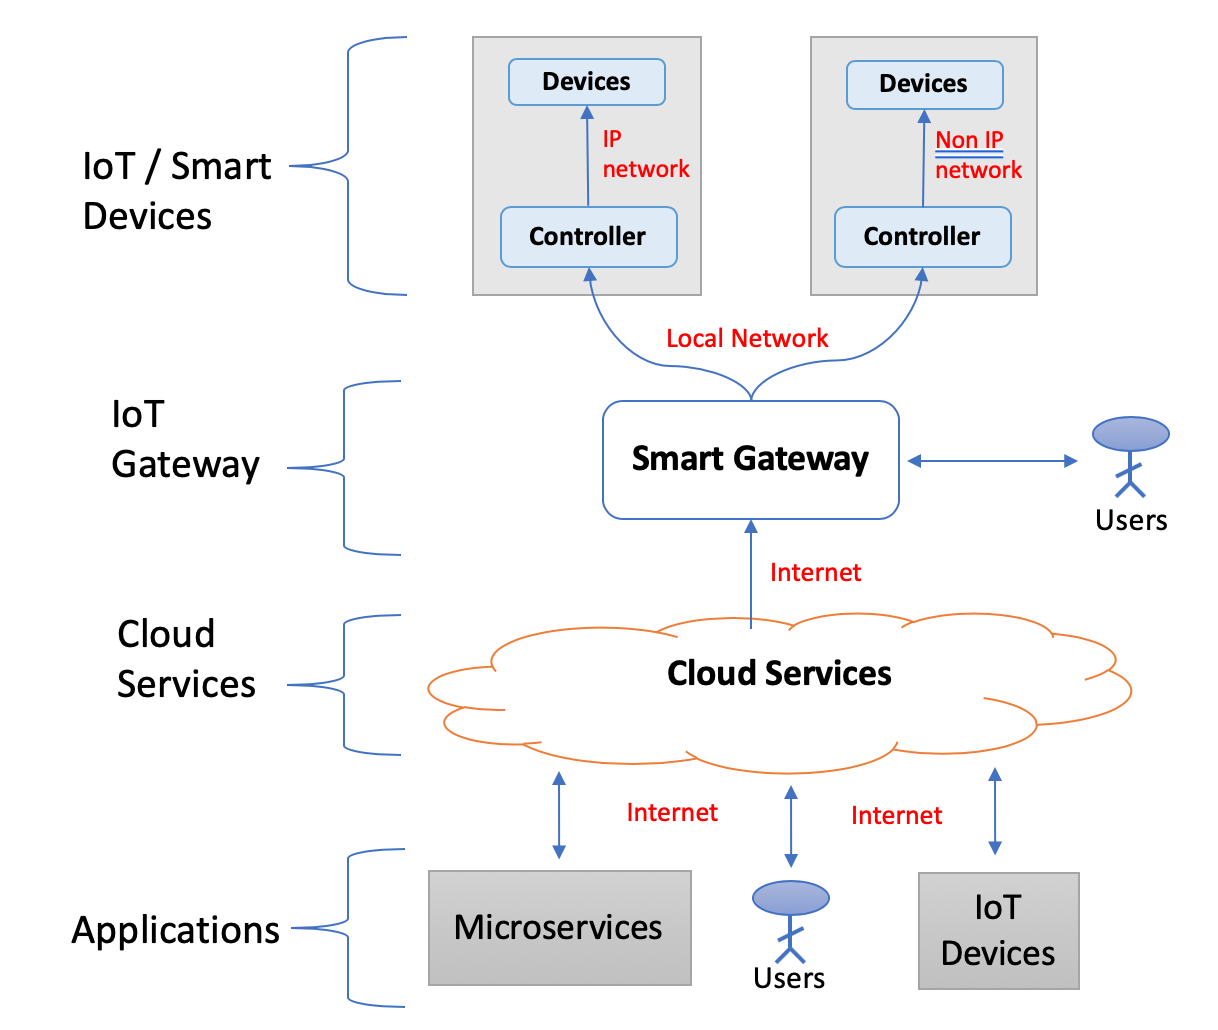 Devices
Devices
IP
network
Non IP
network
IoT / Smart
Devices
Controller
Controller
Local Network
IoT
Gateway
Smart Gateway
Users
Internet
Cloud
Services
Cloud Services
Internet
Internet
Applications
Microservices
Users
IoT
Devices